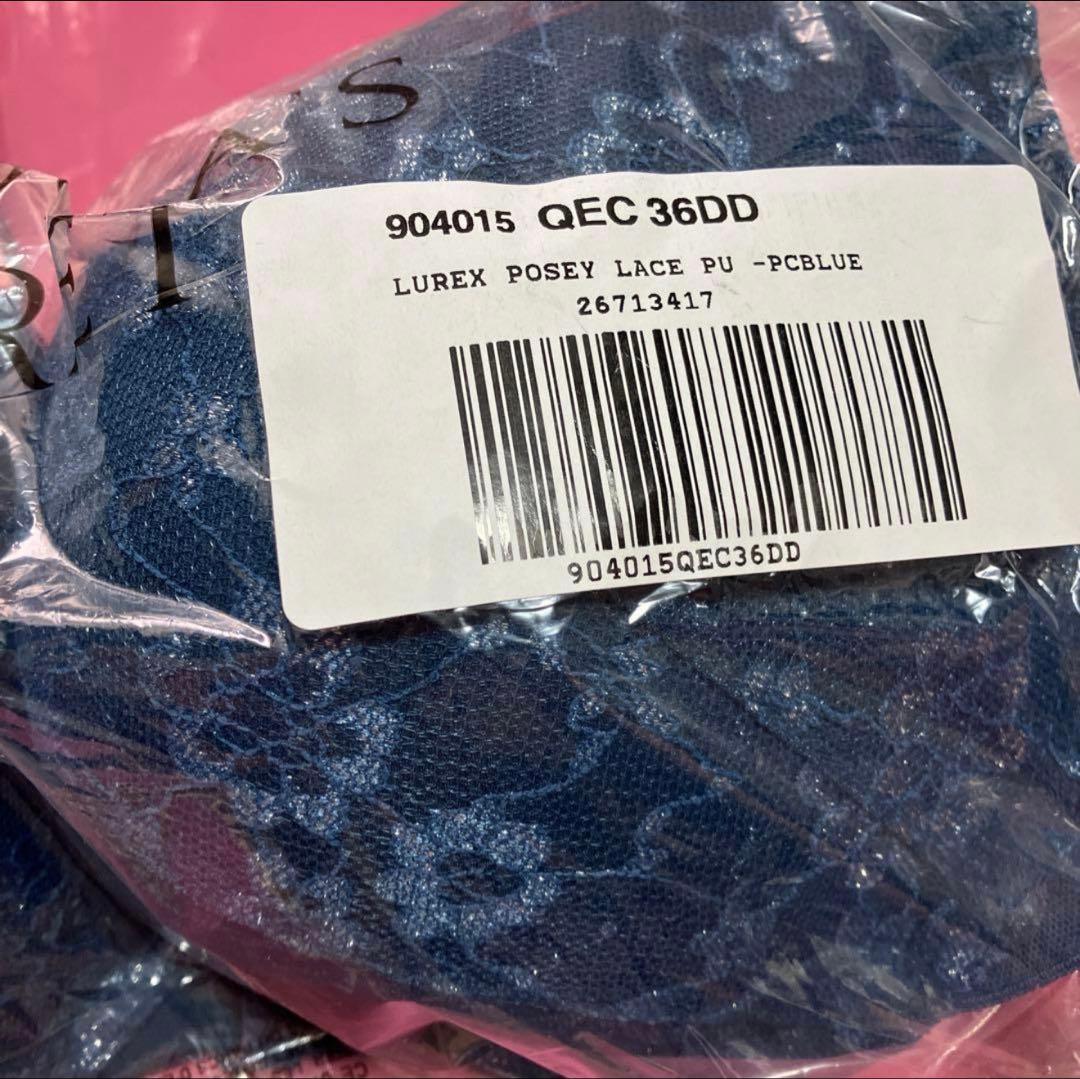 904015 QEC 36DD
LUREX POSEY LACE PU -PCBLUE
26713417
904015QEC36DD